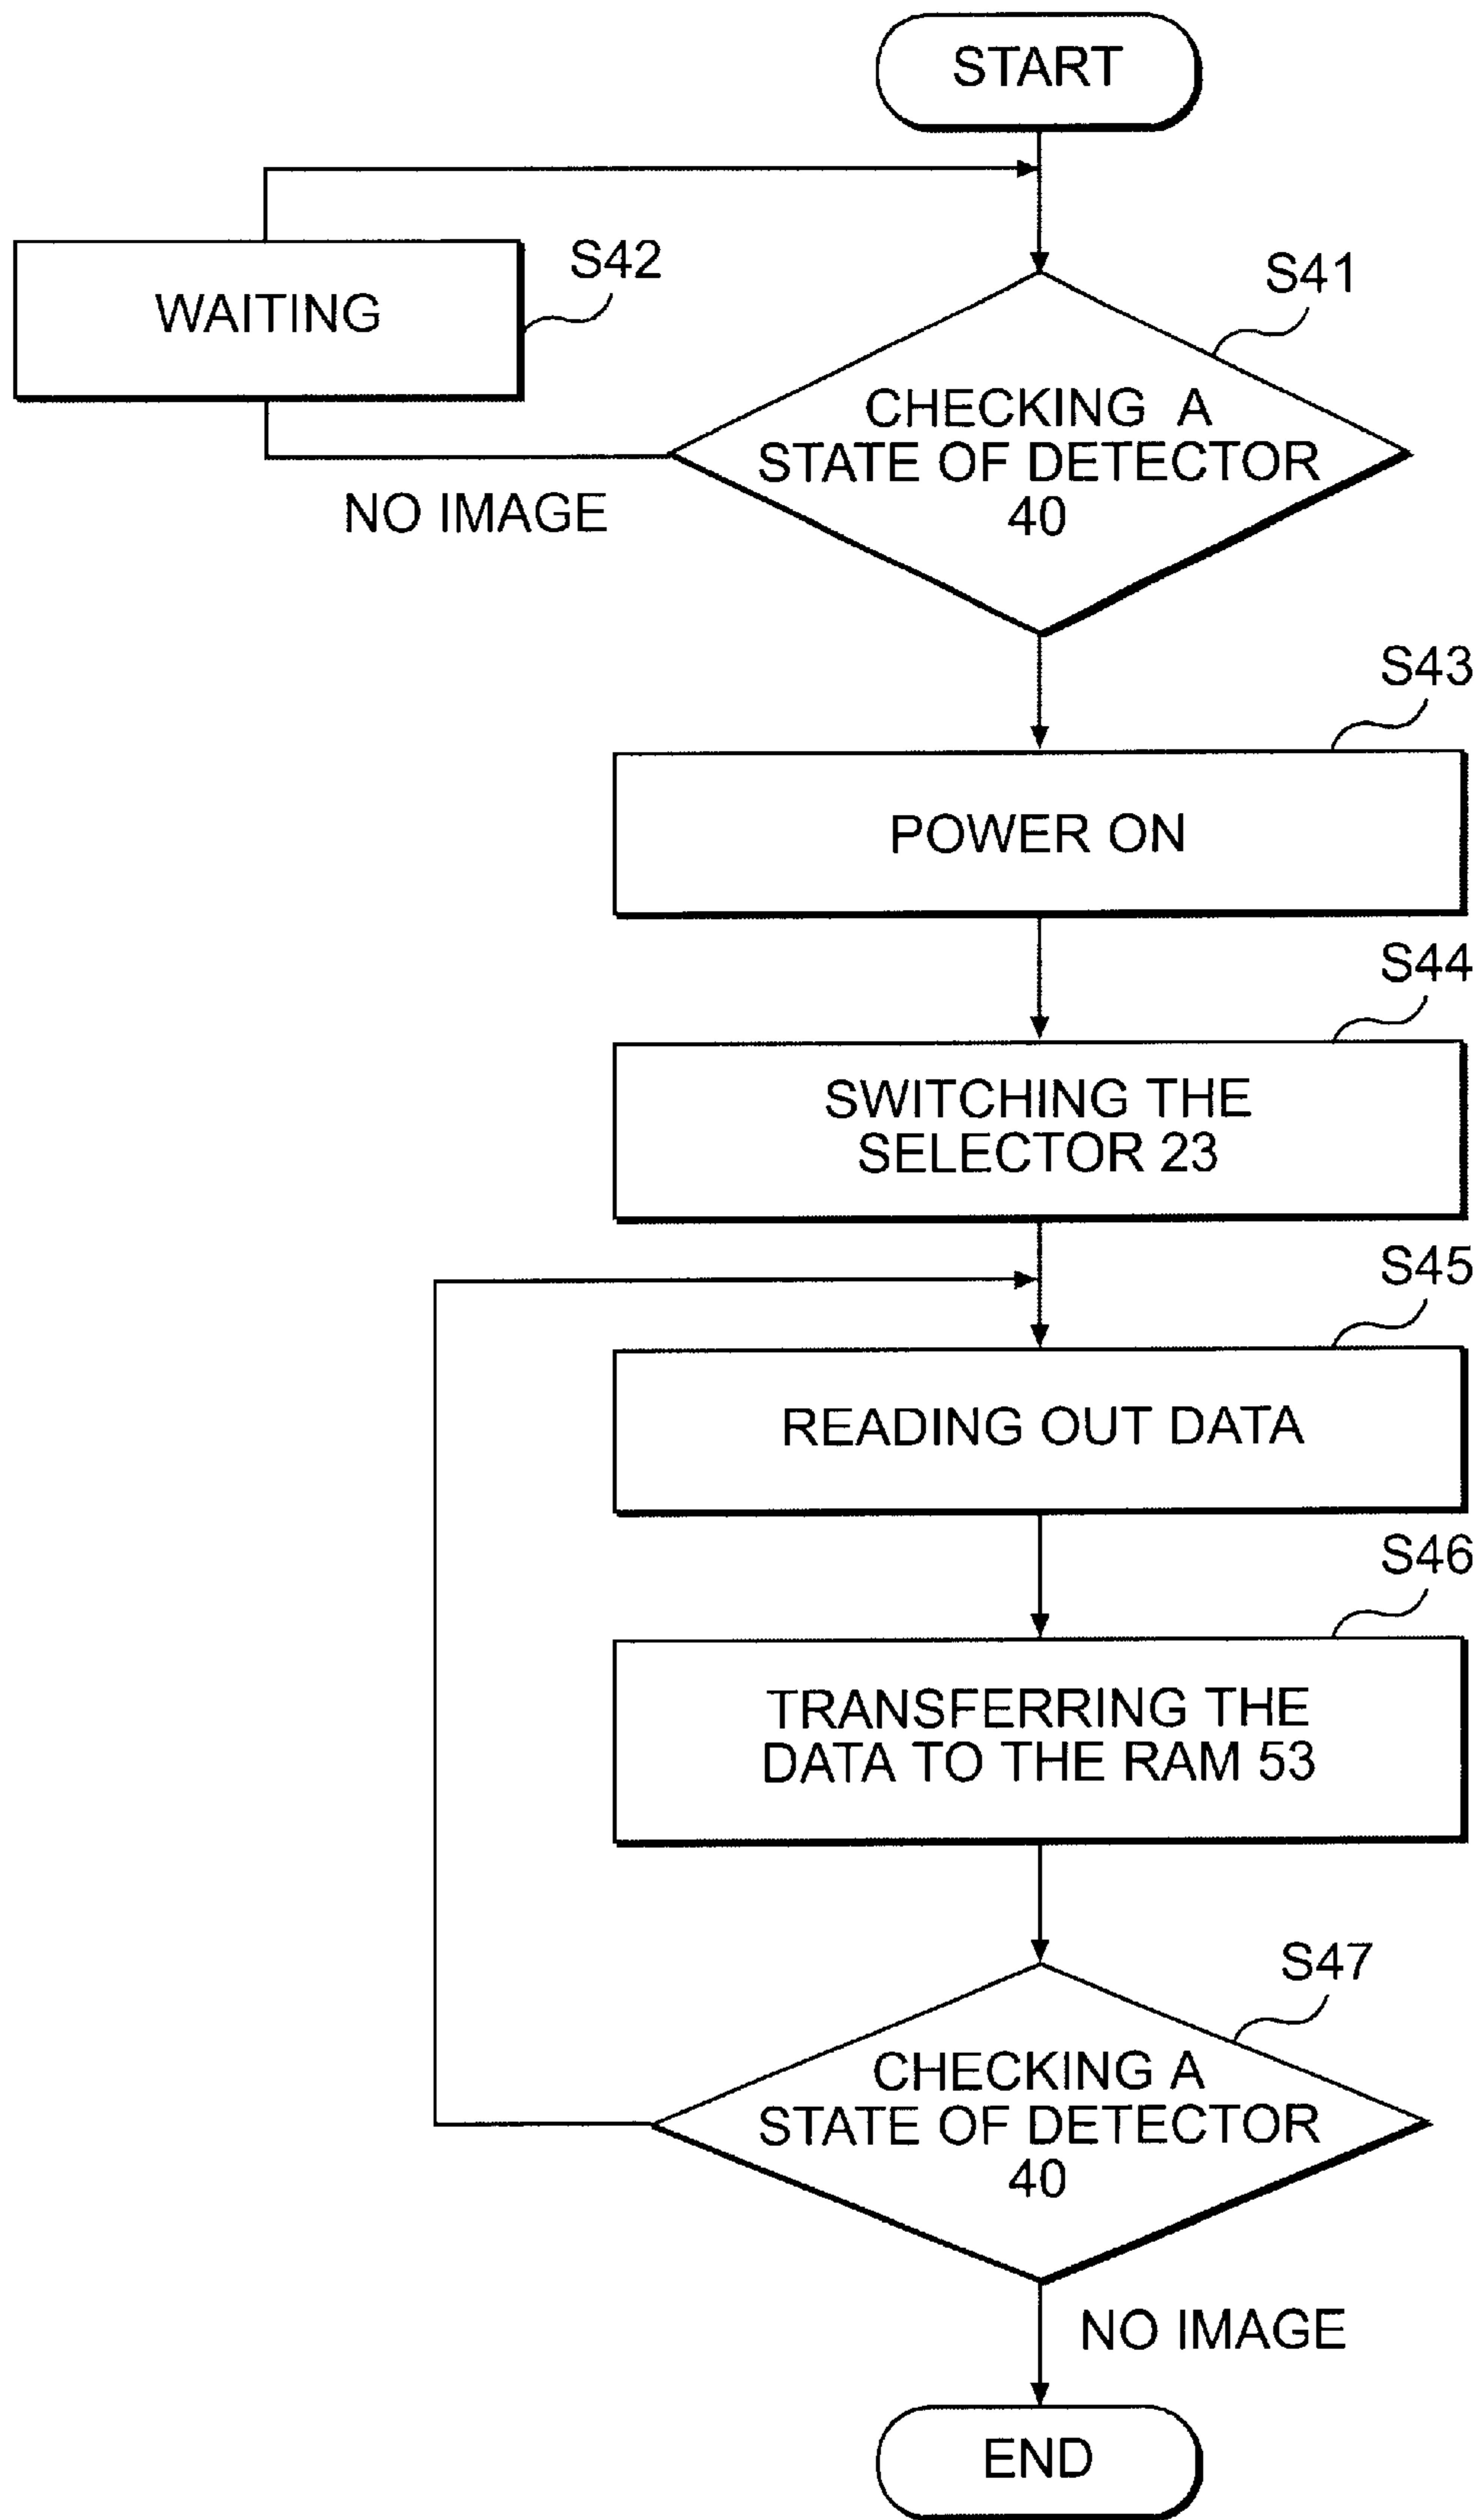 START
S42
WAITING
S41
CHECKING A
STATE OF DETECTOR
40
NO IMAGE
S43
POWER ON
S44
SWITCHING THE
SELECTOR 23
S45
READING OUT DATA
S46
TRANSFERRING THE
DATA TO THE RAM 53
S47
CHECKING A
STATE OF DETECTOR
40
NO IMAGE
END